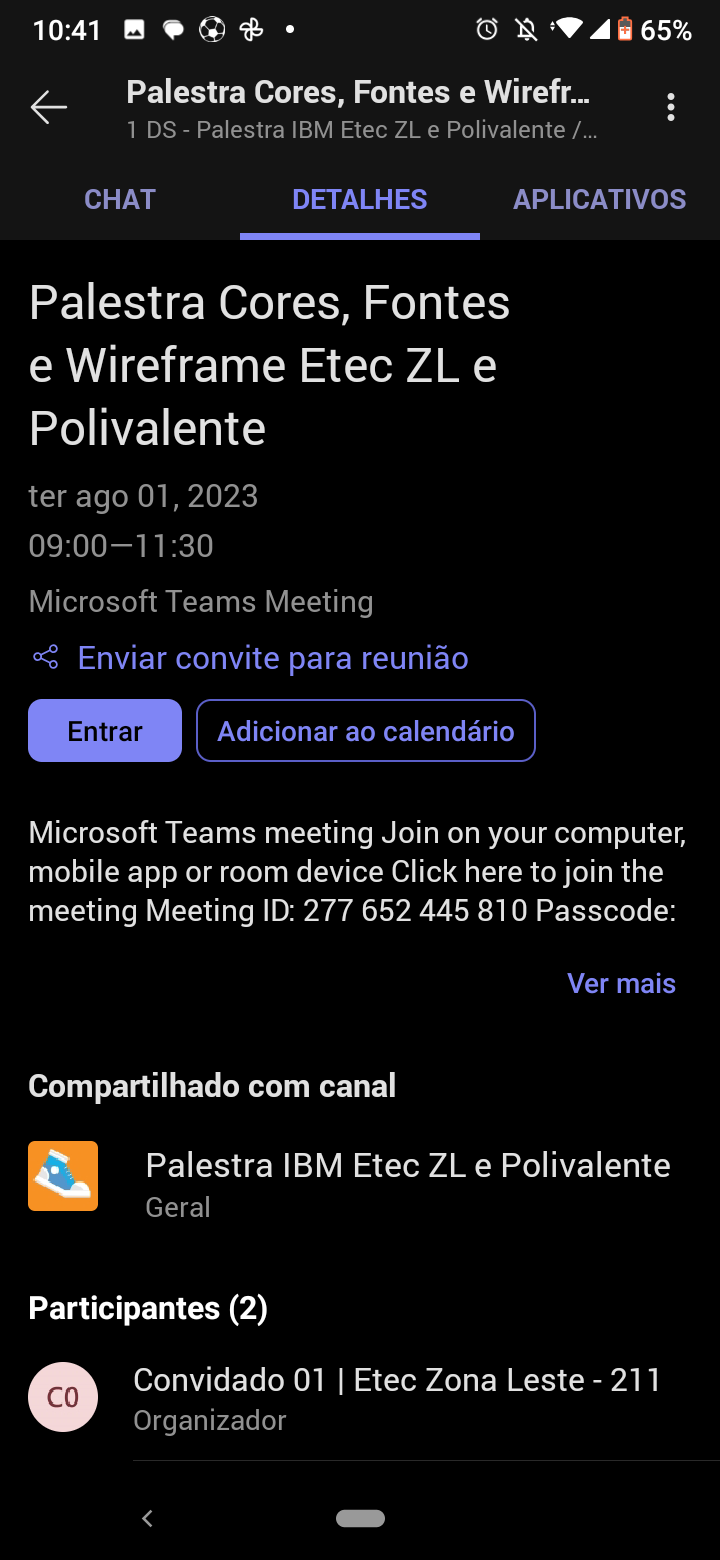 10:41
65%
Palestra Cores, Fontes e Wirefr...
1 DS - Palestra IBM Etec ZL e Polivalente /...
CHAT
DETALHES
APLICATIVOS
Palestra Cores, Fontes
e Wireframe Etec ZL e
Polivalente
ter ago 01, 2023
09:00—11:30
Microsoft Teams Meeting
Enviar convite para reunião
Entrar
Adicionar ao calendário
Microsoft Teams meeting Join on your computer,
mobile app or room device Click here to join the
meeting Meeting ID: 277 652 445 810 Passcode:
Ver mais
Compartilhado com canal
Palestra IBM Etec ZL e Polivalente
Geral
Participantes (2)
C0
Convidado 01 | Etec Zona Leste - 211
Organizador